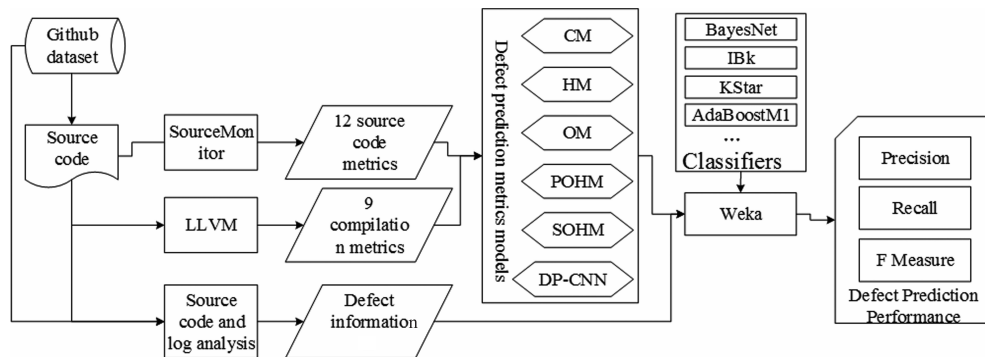 Github
dataset
Source
code
SourceMon
itor
12 source
code
metrics
LLVM
9
compilatio
n metrics
Source
code and
log analysis
Defect
information
Defect prediction metrics models
CM
HM
OM
POHM
SOHM
DP-CNN
BayesNet
IBk
KStar
AdaBoostM1
...
Classifiers
Weka
Precision
Recall
F Measure
Defect Prediction
Performance